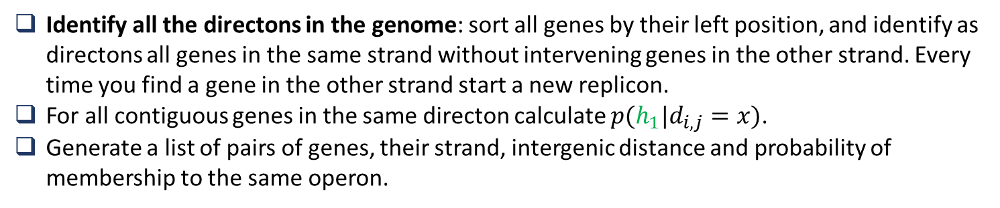 ❑ Identify all the directons in the genome: sort all genes by their left position, and identify as
directons all genes in the same strand without intervening genes in the other strand. Every
time you find a gene in the other strand start a new replicon.
❑ For all contiguous genes in the same directon calculate p(h₁|dᵢ,ⱼ = x).
❑ Generate a list of pairs of genes, their strand, intergenic distance and probability of
membership to the same operon.